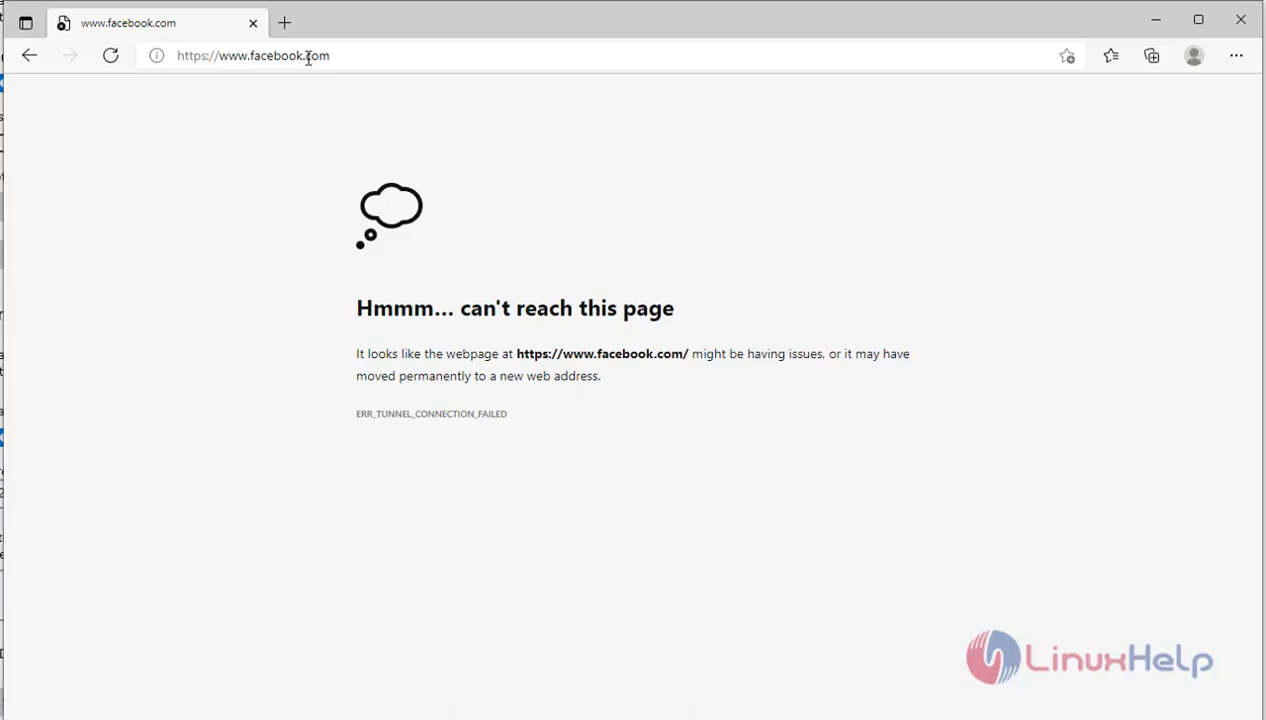 www.facebook.com
https://www.facebook.com
Hmmm... can't reach this page
It looks like the webpage at https://www.facebook.com/ might be having issues, or it may have
moved permanently to a new web address.
ERR_TUNNEL_CONNECTION_FAILED
LinuxHelp